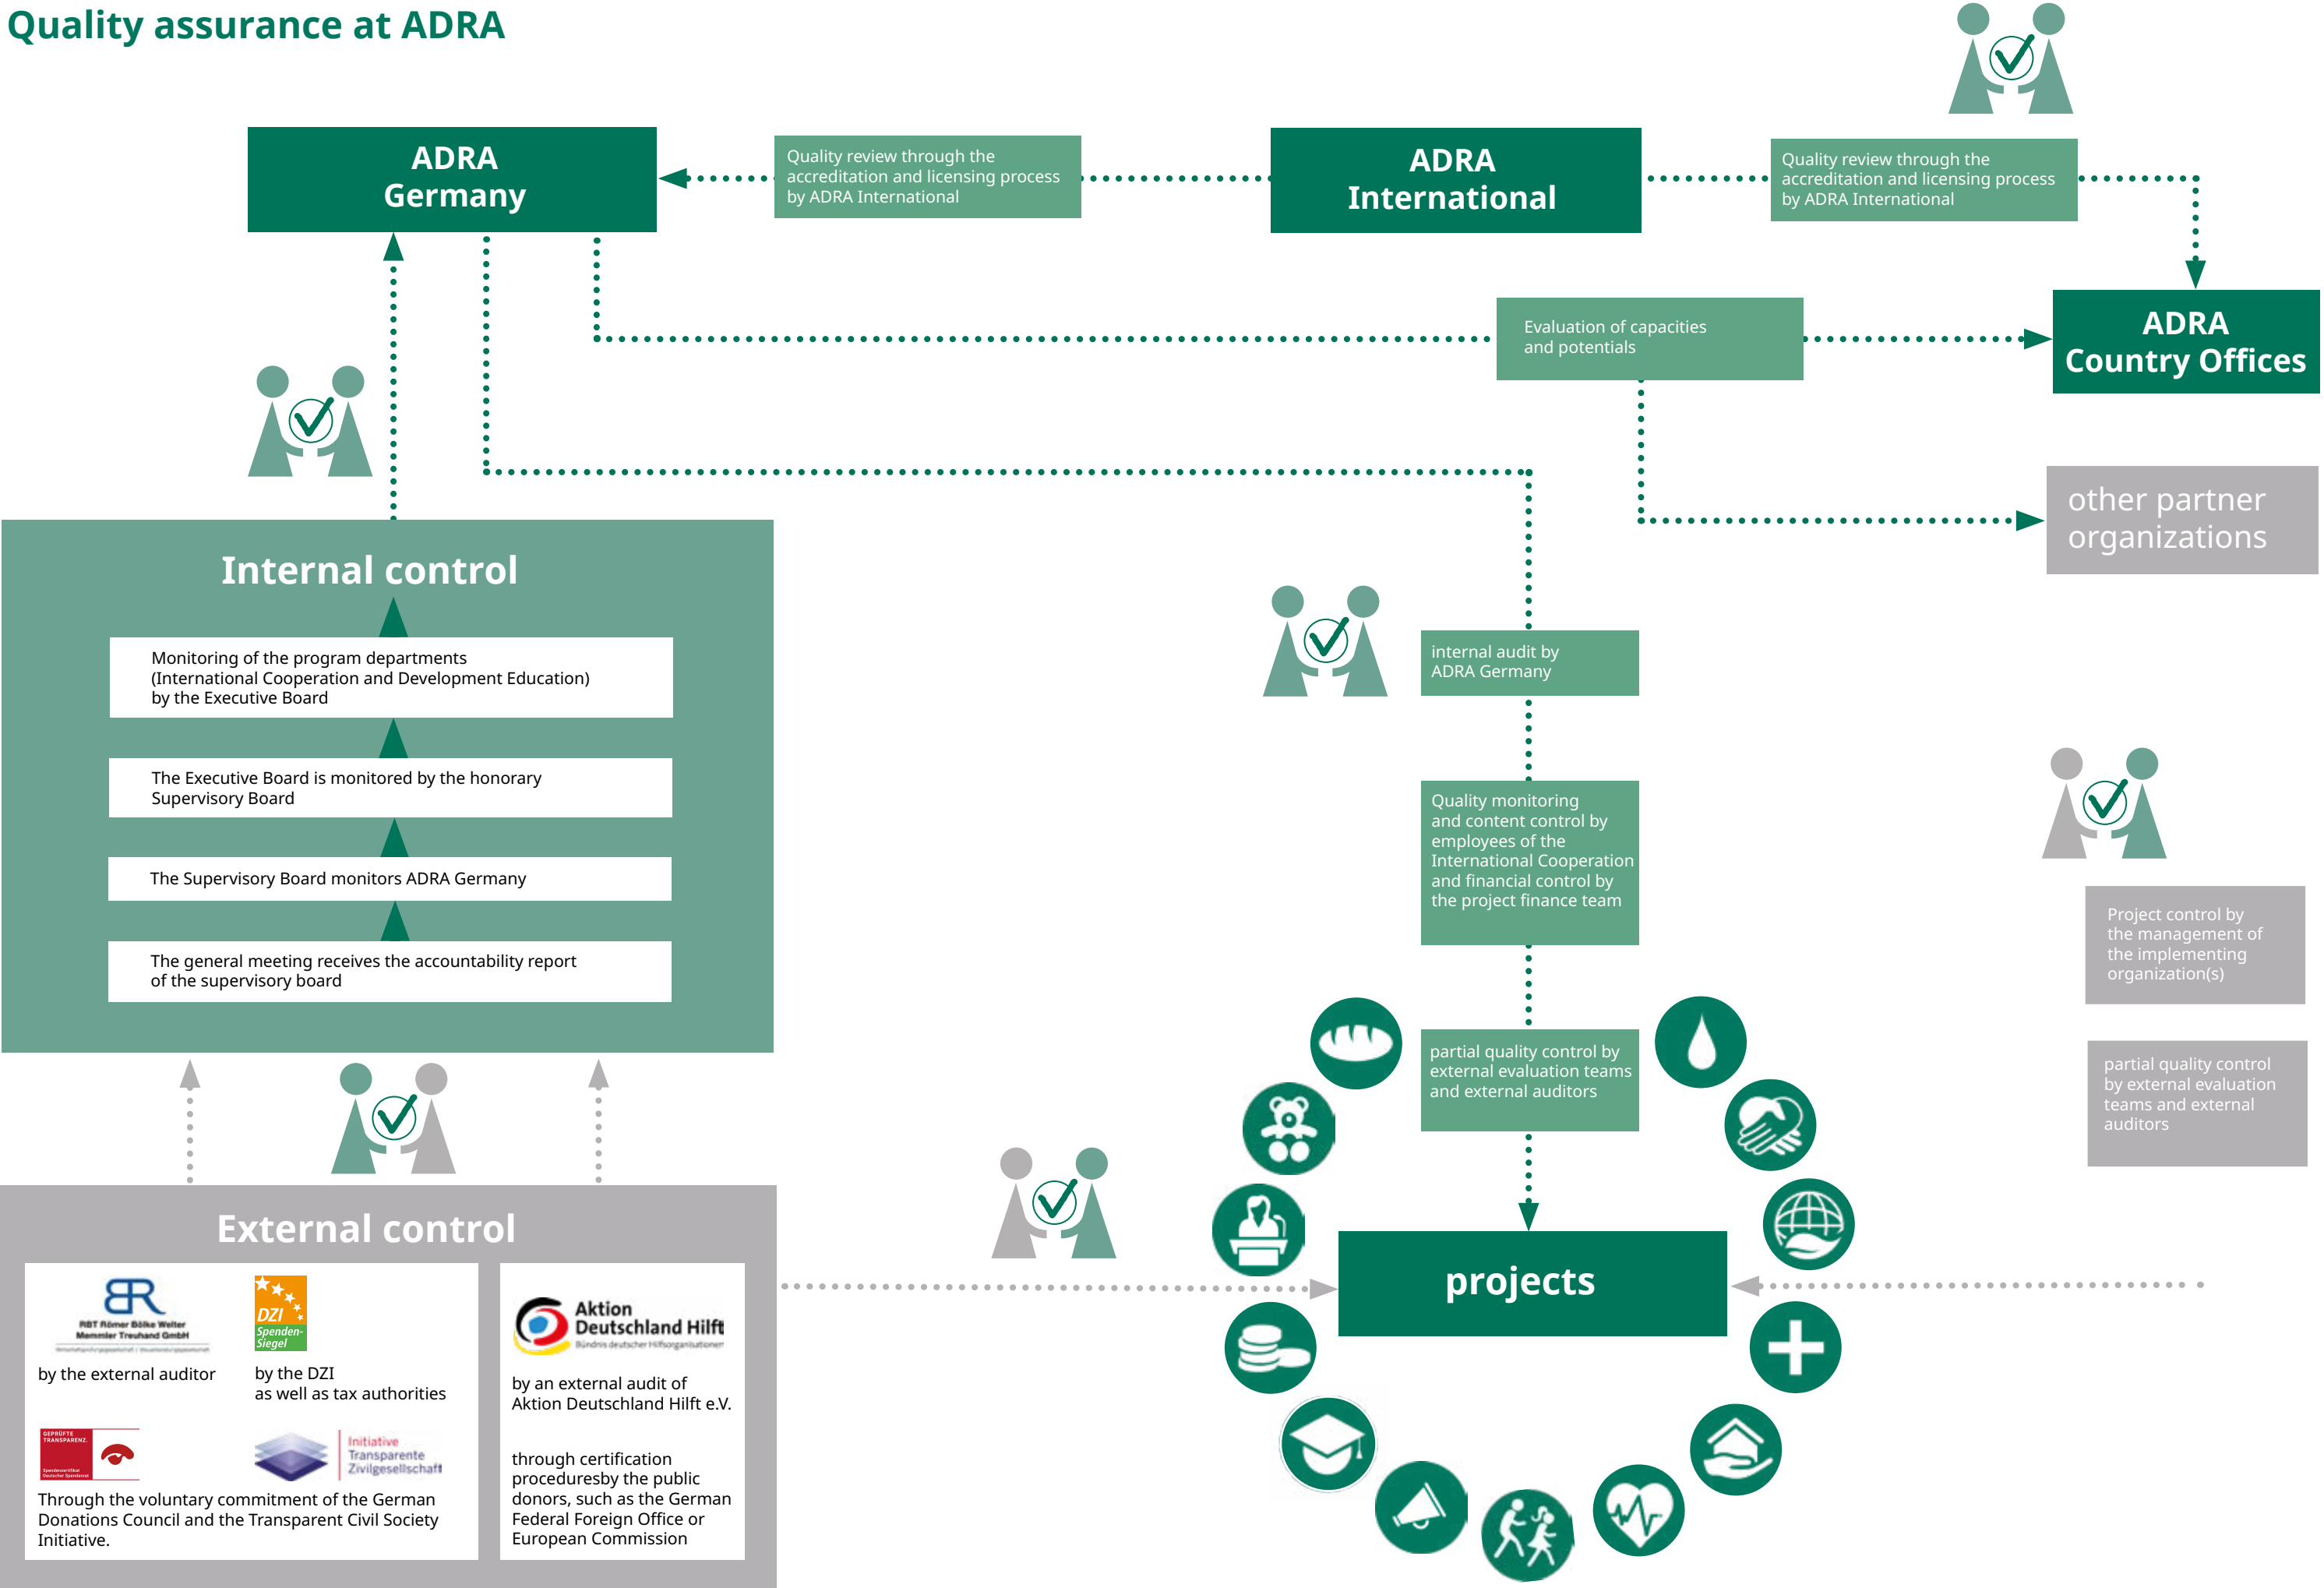 Quality assurance at ADRA
ADRA
Germany
Quality review through the
accreditation and licensing process
by ADRA International
ADRA
International
Quality review through the
accreditation and licensing process
by ADRA International
Evaluation of capacities
and potentials
ADRA
Country Offices
other partner
organizations
Internal control
Monitoring of the program departments
(International Cooperation and Development Education)
by the Executive Board
The Executive Board is monitored by the honorary
Supervisory Board
The Supervisory Board monitors ADRA Germany
The general meeting receives the accountability report
of the supervisory board
internal audit by
ADRA Germany
Quality monitoring
and content control by
employees of the
International Cooperation
and financial control by
the project finance team
partial quality control by
external evaluation teams
and external auditors
Project control by
the management of
the implementing
organization(s)
partial quality control
by external evaluation
teams and external
auditors
projects
External control
BR
RBT Römer Bölke Welter
Memmler Treuhand GmbH
by the external auditor
DZI
Spenden-
Siegel
by the DZI
as well as tax authorities
GEPRÜFTE
TRANSPARENZ.
Spendenzertifikat
Deutscher Spendenrat
Initiative
Transparente
Zivilgesellschaft
Through the voluntary commitment of the German
Donations Council and the Transparent Civil Society
Initiative.
Aktion
Deutschland Hilft
Bündnis deutscher Hilfsorganisationen
by an external audit of
Aktion Deutschland Hilft e.V.
through certification
proceduresby the public
donors, such as the German
Federal Foreign Office or
European Commission